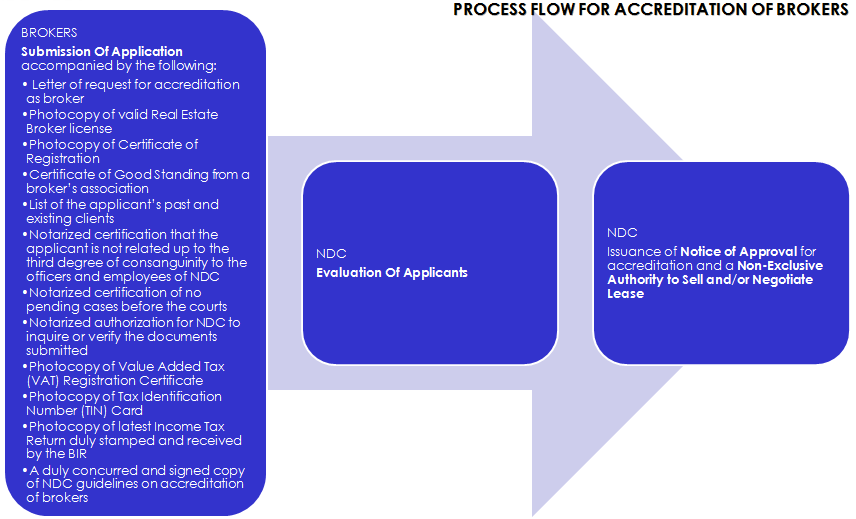 PROCESS FLOW FOR ACCREDITATION OF BROKERS
BROKERS
Submission Of Application
accompanied by the following:
• Letter of request for accreditation
as broker
•Photocopy of valid Real Estate
Broker license
•Photocopy of Certificate of
Registration
•Certificate of Good Standing from a
broker's association
•List of the applicant's past and
existing clients
•Notarized certification that the
applicant is not related up to the
third degree of consanguinity to the
officers and employees of NDC
•Notarized certification of no
pending cases before the courts
•Notarized authorization for NDC to
inquire or verify the documents
submitted
•Photocopy of Value Added Tax
(VAT) Registration Certificate
•Photocopy of Tax Identification
Number (TIN) Card
•Photocopy of latest Income Tax
Return duly stamped and received
by the BIR
•A duly concurred and signed copy
of NDC guidelines on accreditation
of brokers
NDC
Evaluation Of Applicants
NDC
Issuance of Notice of Approval for
accreditation and a Non-Exclusive
Authority to Sell and/or Negotiate
Lease